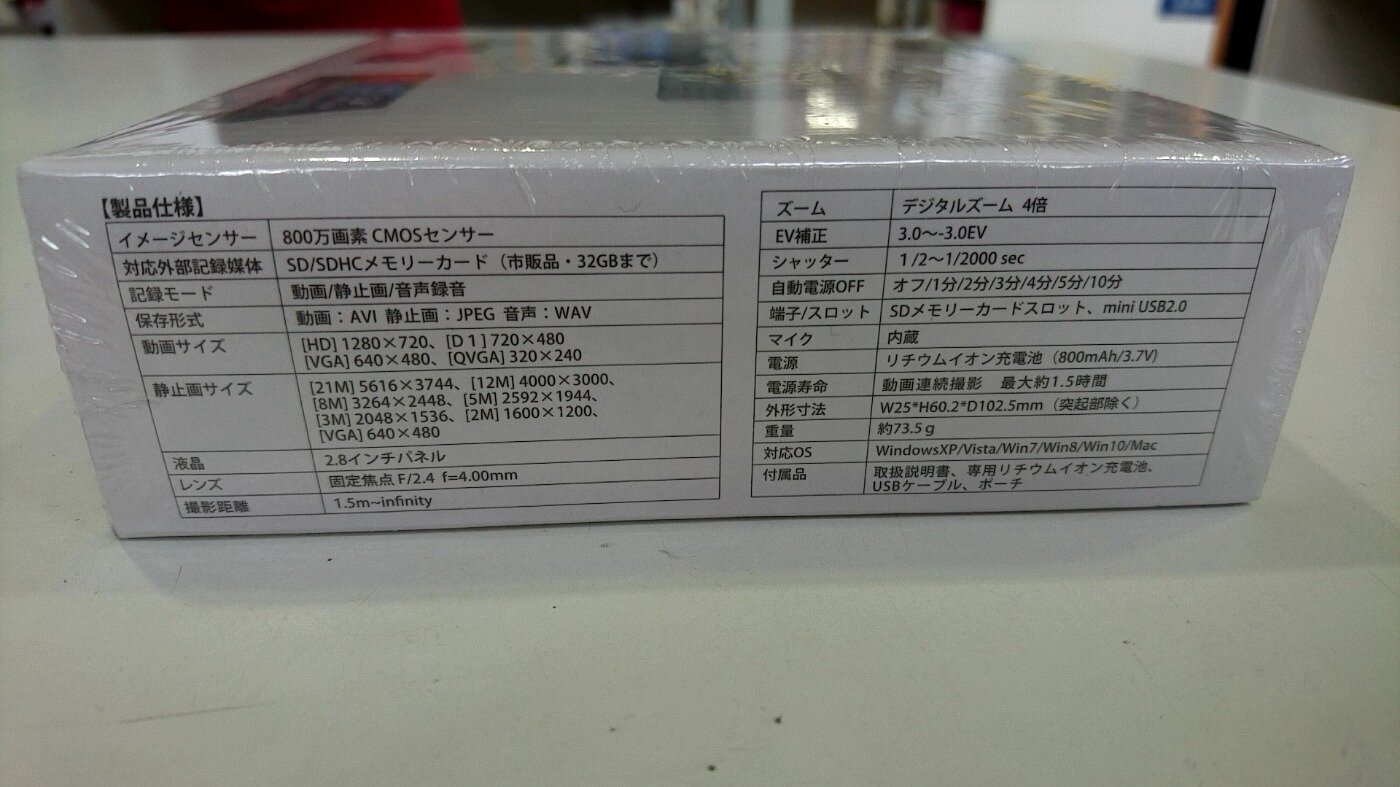 【製品仕様】
イメージセンサー 800万画素 CMOSセンサー
対応外部記録媒体 SD/SDHCメモリーカード（市販品・32GBまで）
記録モード 動画/静止画/音声録音
保存形式 動画：AVI 静止画：JPEG 音声：WAV
動画サイズ [HD] 1280×720、[D１] 720×480
[VGA] 640×480、[QVGA] 320×240
静止画サイズ [21M] 5616×3744、[12M] 4000×3000、
[8M] 3264×2448、[5M] 2592×1944、
[3M] 2048×1536、[2M] 1600×1200、
[VGA] 640×480
液晶 2.8インチパネル
レンズ 固定焦点 F/2.4 f=4.00mm
撮影距離 1.5m~infinity
ズーム デジタルズーム 4倍
EV補正 3.0～-3.0EV
シャッター 1 /2～1/2000 sec
自動電源OFF オフ/1分/2分/3分/4分/5分/10分
端子/スロット SDメモリーカードスロット、mini USB2.0
マイク 内蔵
電源 リチウムイオン充電池（800mAh/3.7V)
電源寿命 動画連続撮影 最大約1.5時間
外形寸法 W25*H60.2*D102.5mm（突起部除く）
重量 約73.5ｇ
対応OS WindowsXP/Vista/Win7/Win8/Win10/Mac
付属品 取扱説明書、専用リチウムイオン充電池、
USBケーブル、ポーチ